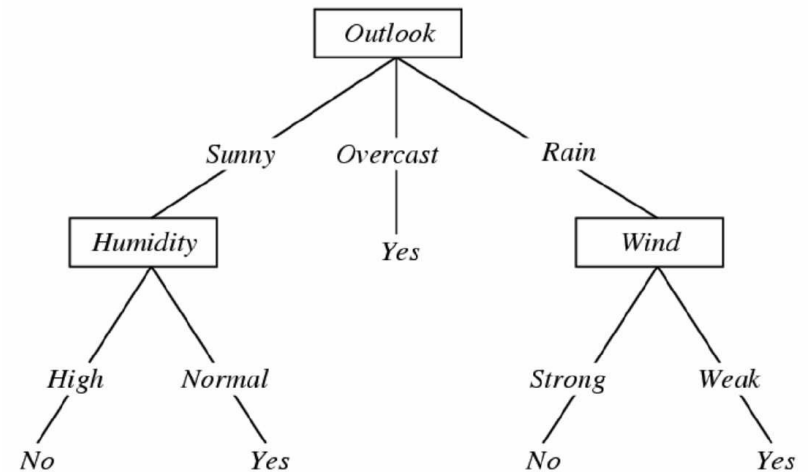 Outlook
Sunny Overcast Rain
Humidity Yes Wind
High Normal Strong Weak
No Yes No Yes